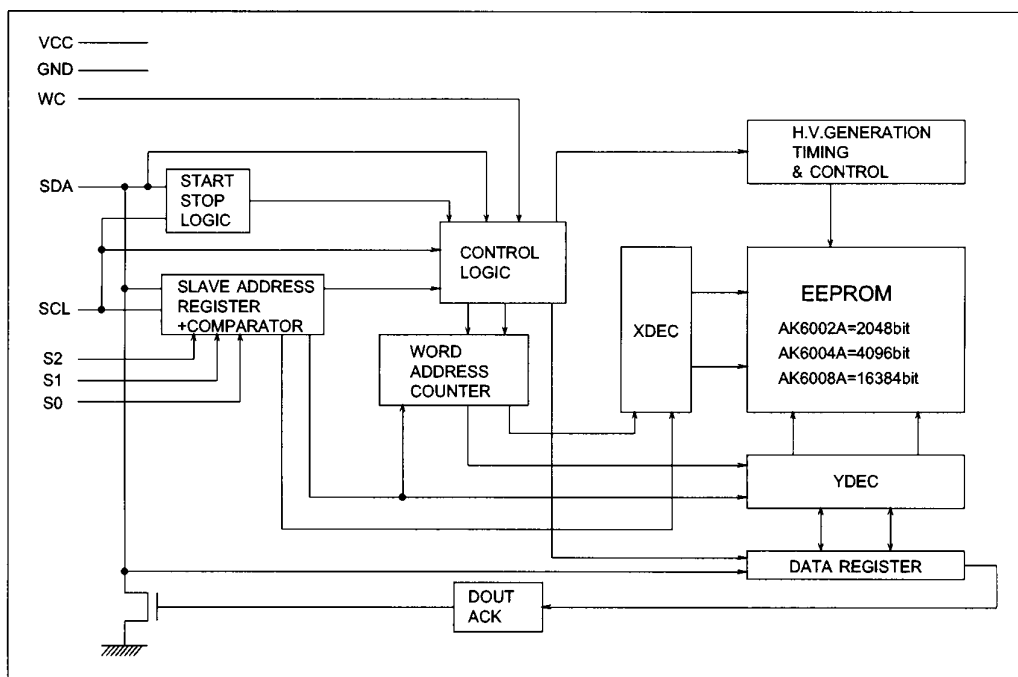 VCC
GND
WC
SDA
SCL
S2
S1
S0
START
STOP
LOGIC
SLAVE ADDRESS
REGISTER
+COMPARATOR
CONTROL
LOGIC
WORD
ADDRESS
COUNTER
XDEC
H.V.GENERATION
TIMING
& CONTROL
EEPROM
AK6002A=2048bit
AK6004A=4096bit
AK6008A=16384bit
YDEC
DATA REGISTER
DOUT
ACK